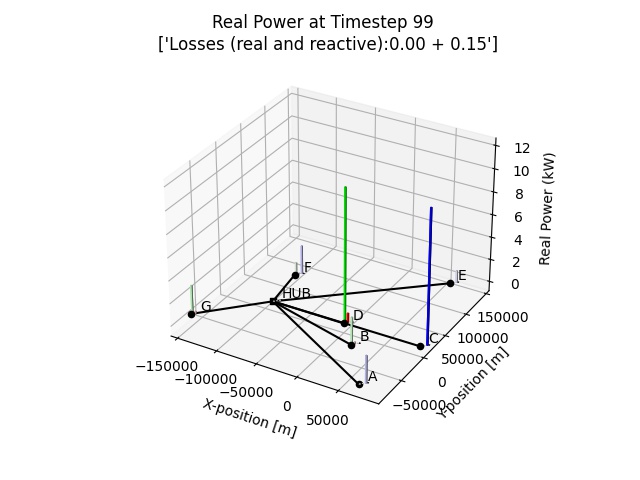 Real Power at Timestep 99
['Losses (real and reactive):0.00 + 0.15']
12
10
8
6
4
2
0
Real Power (kW)
F
E
HUB
G
D
B
C
A
150000
100000
50000
0
−50000
Y-position [m]
−150000
−100000
−50000
0
50000
X-position [m]